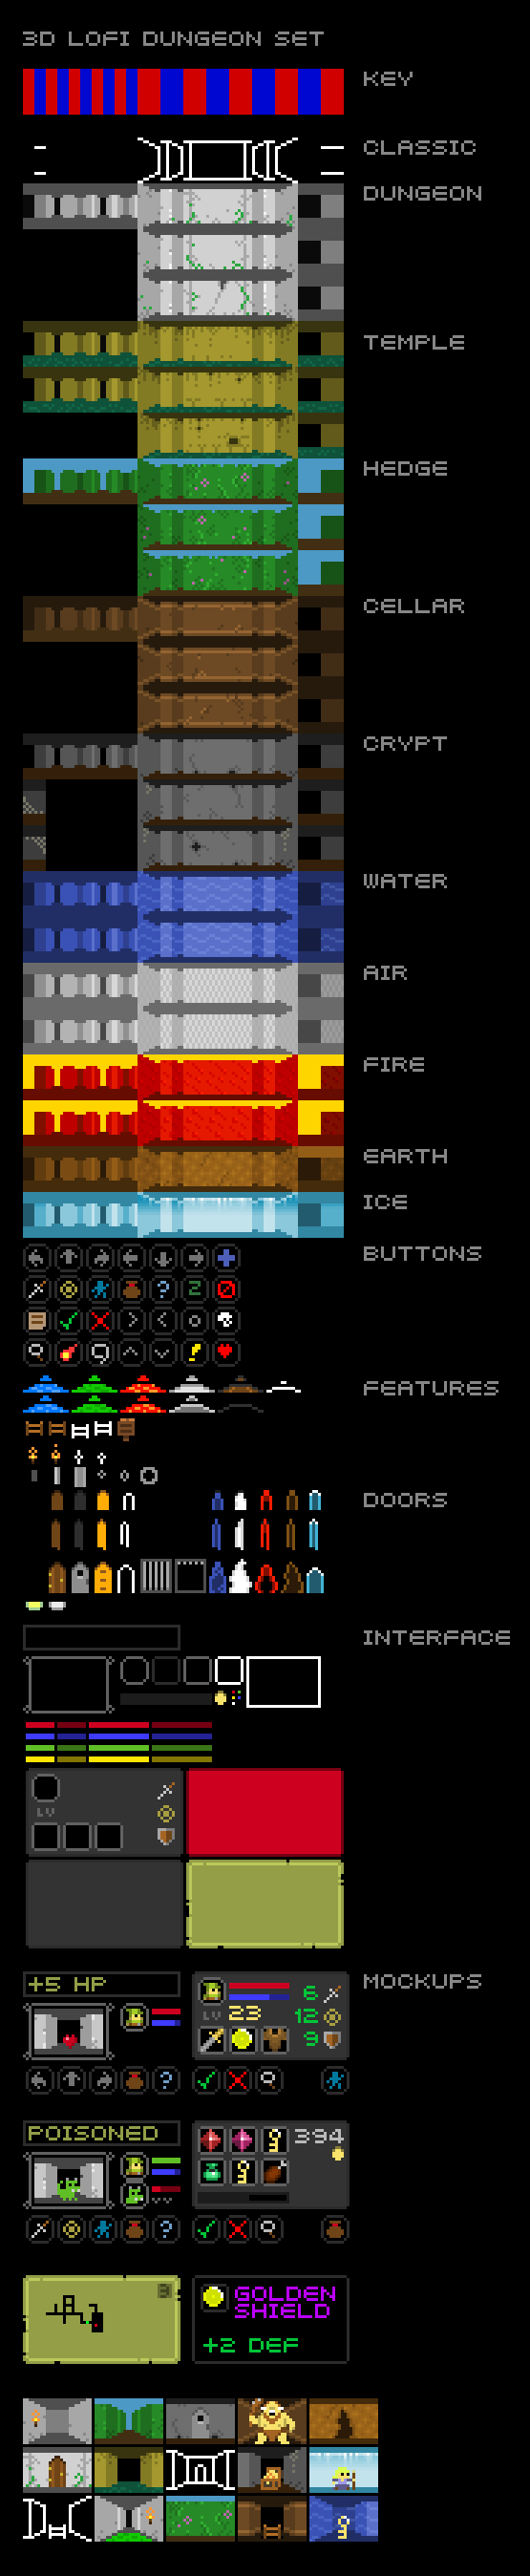 3D LOFI DUNGEON SET
KEY
CLASSIC
DUNGEON
TEMPLE
HEDGE
CELLAR
CRYPT
WATER
AIR
FIRE
EARTH
ICE
BUTTONS
?
2
FEATURES
DOORS
INTERFACE
LV
MOCKUPS
+5 HP
6
LV 23
12
9
?
POISONED
394
?
GOLDEN
SHIELD
+2 DEF